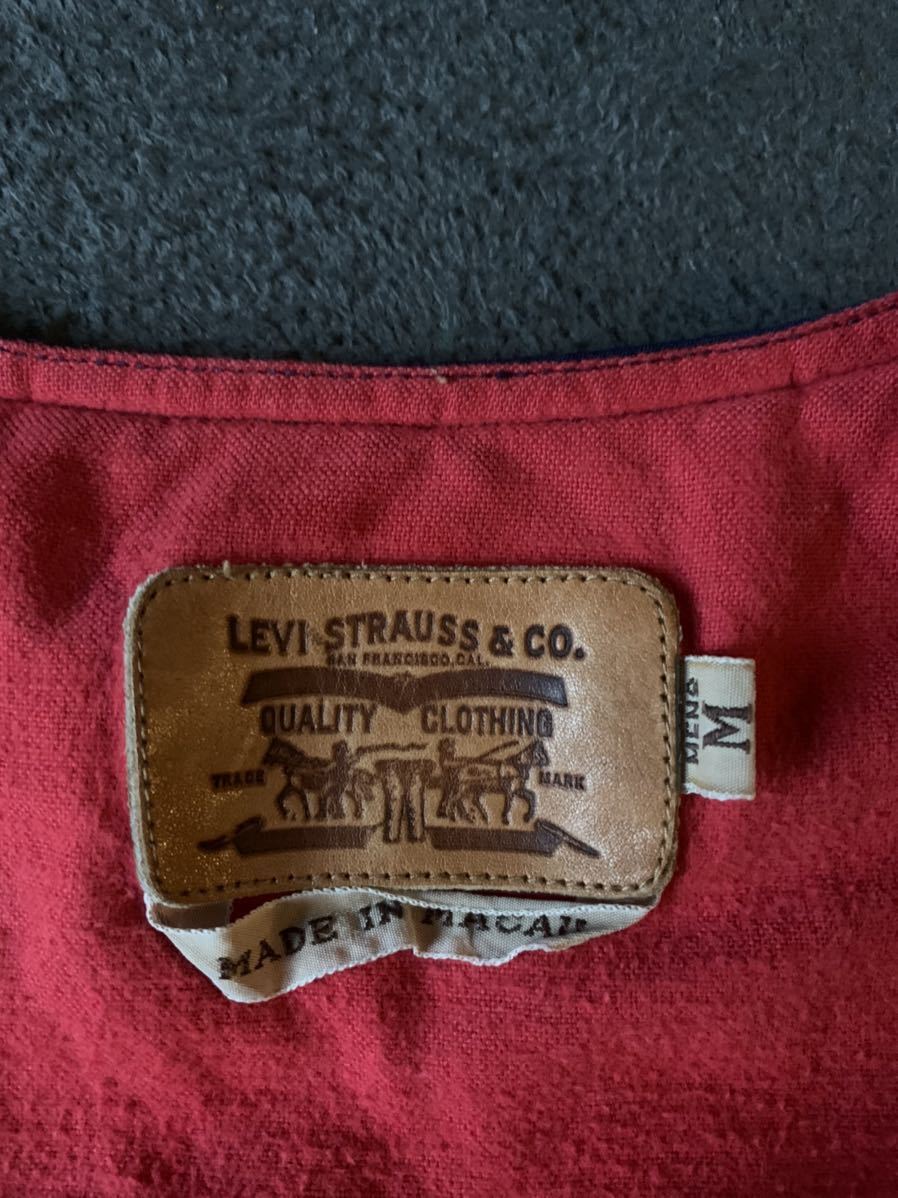 LEVI STRAUSS & CO.
SAN FRANCISCO, CAL.
QUALITY CLOTHING
TRADE MARK
MENS
M
MADE IN MACAU